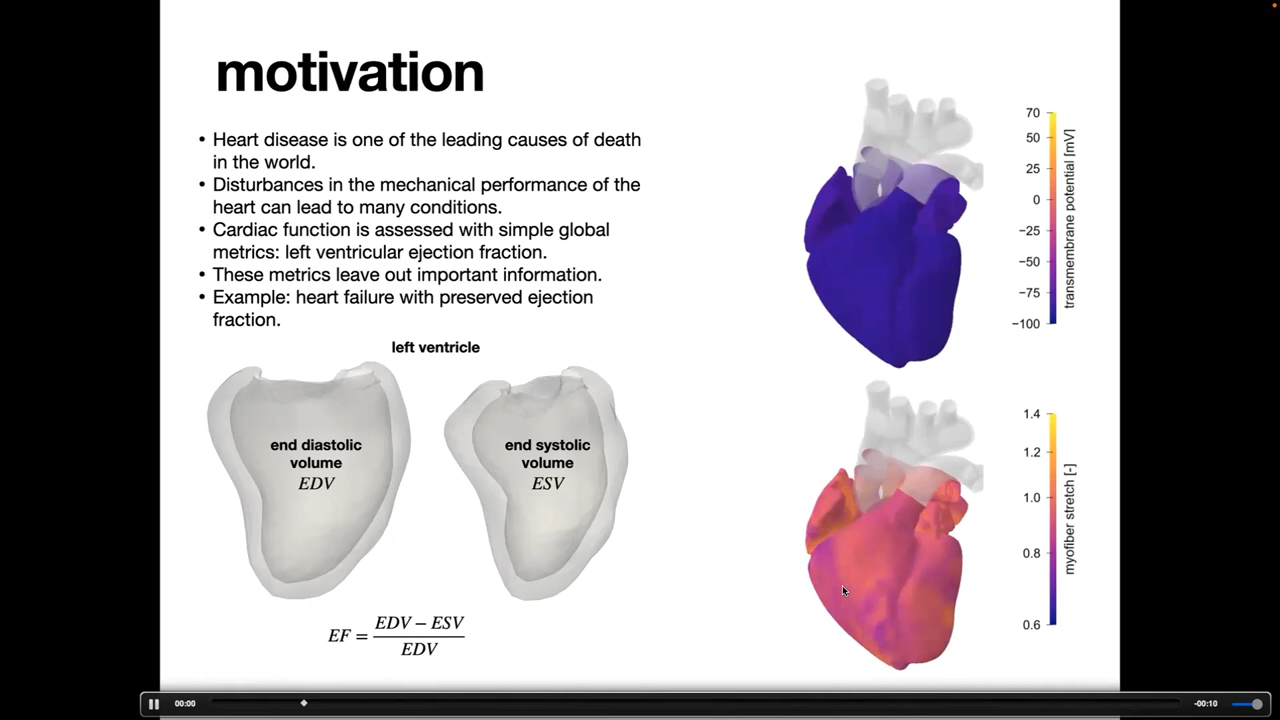 motivation
• Heart disease is one of the leading causes of death
in the world.
• Disturbances in the mechanical performance of the
heart can lead to many conditions.
• Cardiac function is assessed with simple global
metrics: left ventricular ejection fraction.
• These metrics leave out important information.
• Example: heart failure with preserved ejection
fraction.
left ventricle
end diastolic
volume
EDV
end systolic
volume
ESV
EF = (EDV − ESV) / EDV
70
50
25
0
−25
−50
−75
−100
transmembrane potential [mV]
1.4
1.2
1.0
0.8
0.6
myofiber stretch [-]
00:00
-00:10